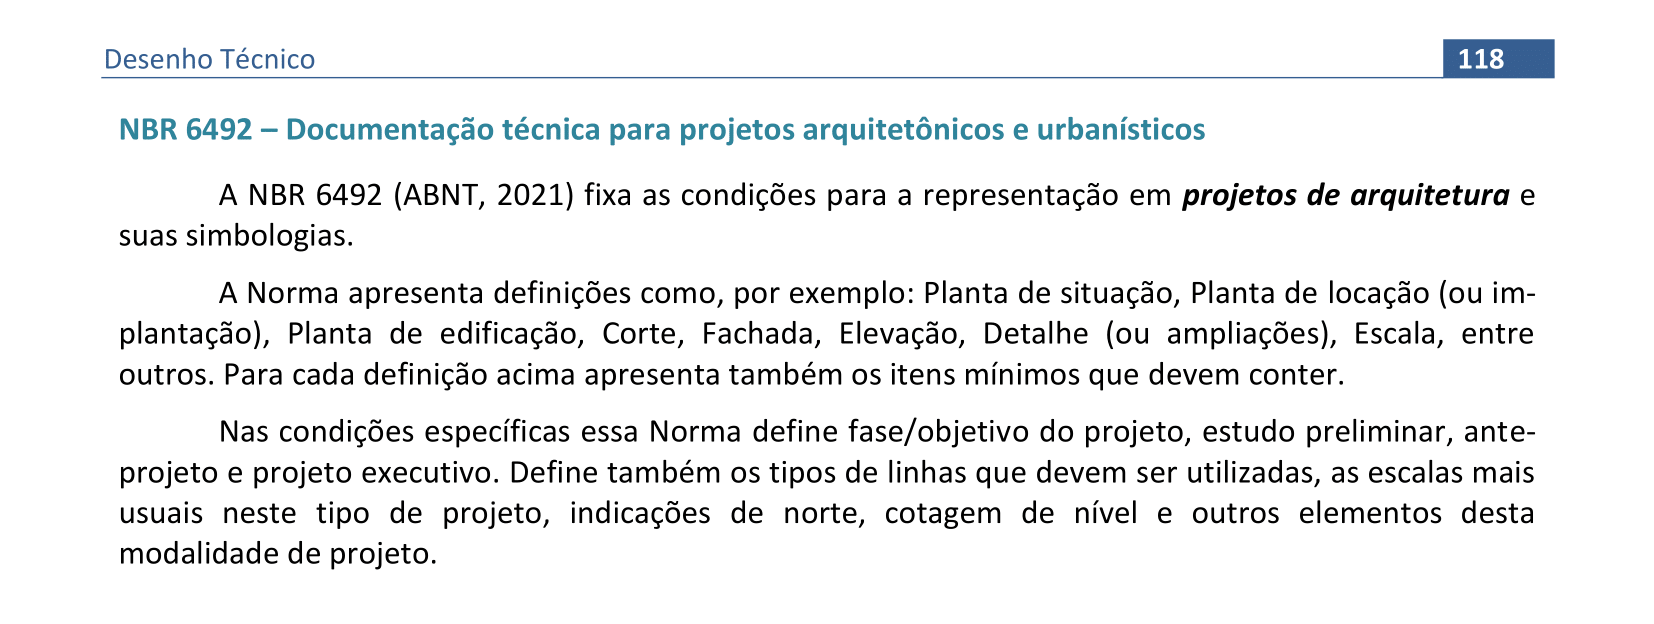 Desenho Técnico 118
NBR 6492 – Documentação técnica para projetos arquitetônicos e urbanísticos
A NBR 6492 (ABNT, 2021) fixa as condições para a representação em projetos de arquitetura e
suas simbologias.
A Norma apresenta definições como, por exemplo: Planta de situação, Planta de locação (ou im-
plantação), Planta de edificação, Corte, Fachada, Elevação, Detalhe (ou ampliações), Escala, entre
outros. Para cada definição acima apresenta também os itens mínimos que devem conter.
Nas condições específicas essa Norma define fase/objetivo do projeto, estudo preliminar, ante-
projeto e projeto executivo. Define também os tipos de linhas que devem ser utilizadas, as escalas mais
usuais neste tipo de projeto, indicações de norte, cotagem de nível e outros elementos desta
modalidade de projeto.